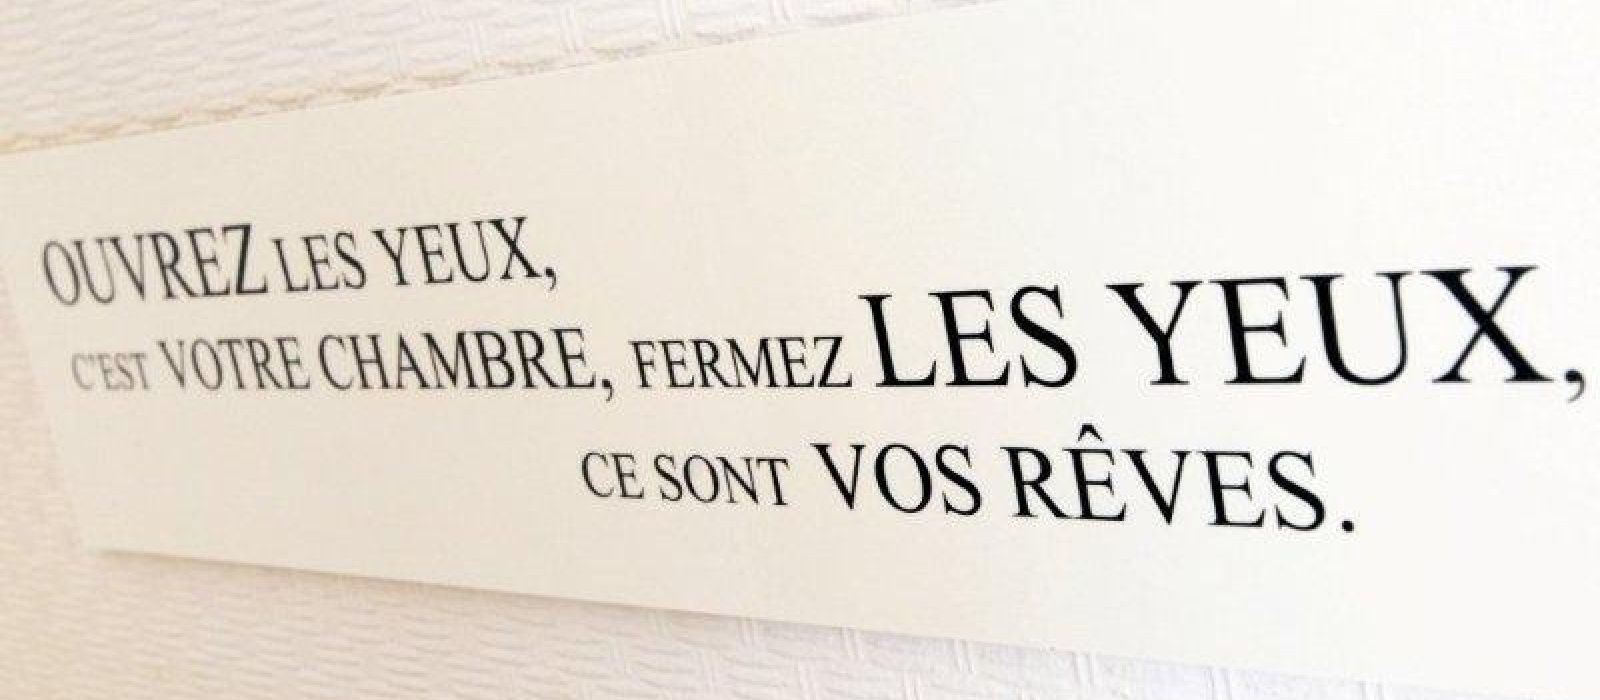 OUVREZ LES YEUX,
C'EST VOTRE CHAMBRE, FERMEZ LES YEUX,
CE SONT VOS RÊVES.